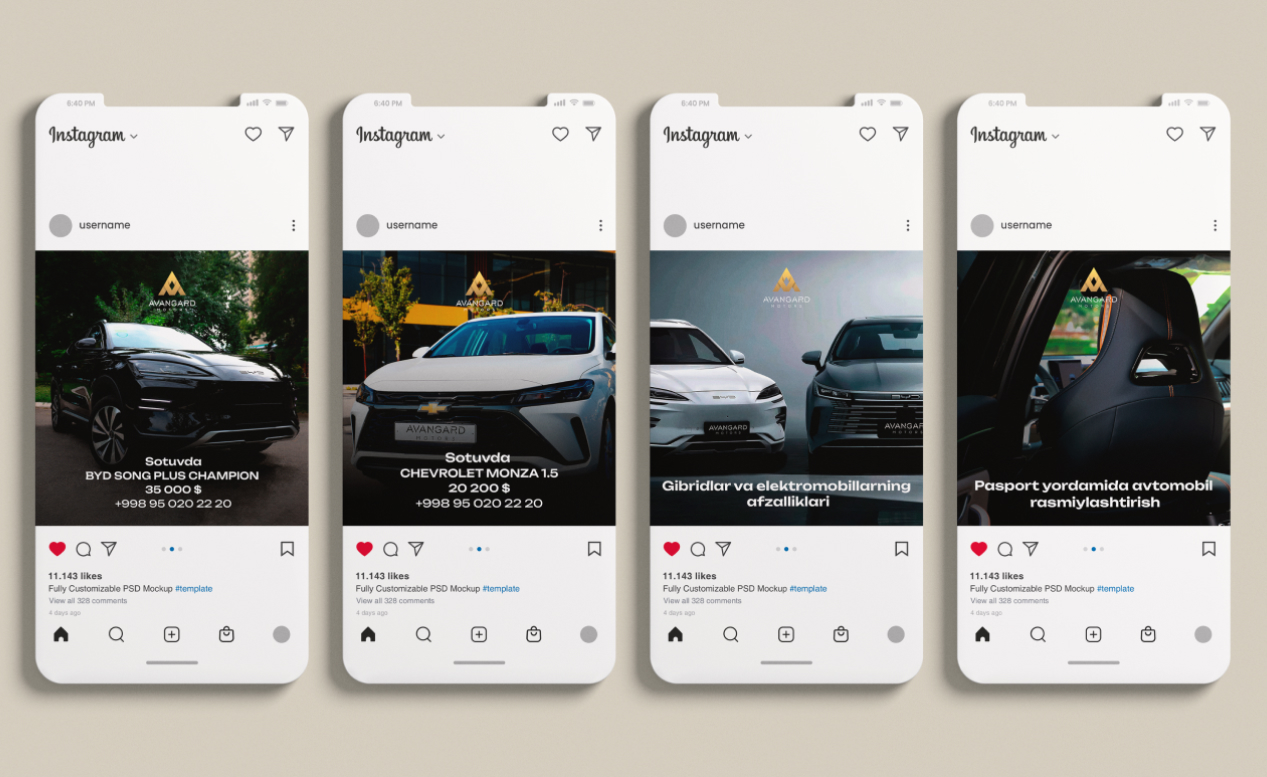 6:40 PM
Instagram
username
AVANGARD
MOTORS
BYD
Sotuvda
BYD SONG PLUS CHAMPION
35 000 $
+998 95 020 22 20
11.143 likes
Fully Customizable PSD Mockup #template
View all 328 comments
4 days ago
6:40 PM
Instagram
username
AVANGARD
MOTORS
AVANGARD
MOTORS
Sotuvda
CHEVROLET MONZA 1.5
20 200 $
+998 95 020 22 20
11.143 likes
Fully Customizable PSD Mockup #template
View all 328 comments
4 days ago
6:40 PM
Instagram
username
AVANGARD
MOTORS
BYD
BYD
AVANGARD
MOTORS
AVANGARD
Gibridlar va elektromobillarning
afzalliklari
11.143 likes
Fully Customizable PSD Mockup #template
View all 328 comments
4 days ago
6:40 PM
Instagram
username
AVANGARD
MOTORS
Pasport yordamida avtomobil
rasmiylashtirish
11.143 likes
Fully Customizable PSD Mockup #template
View all 328 comments
4 days ago